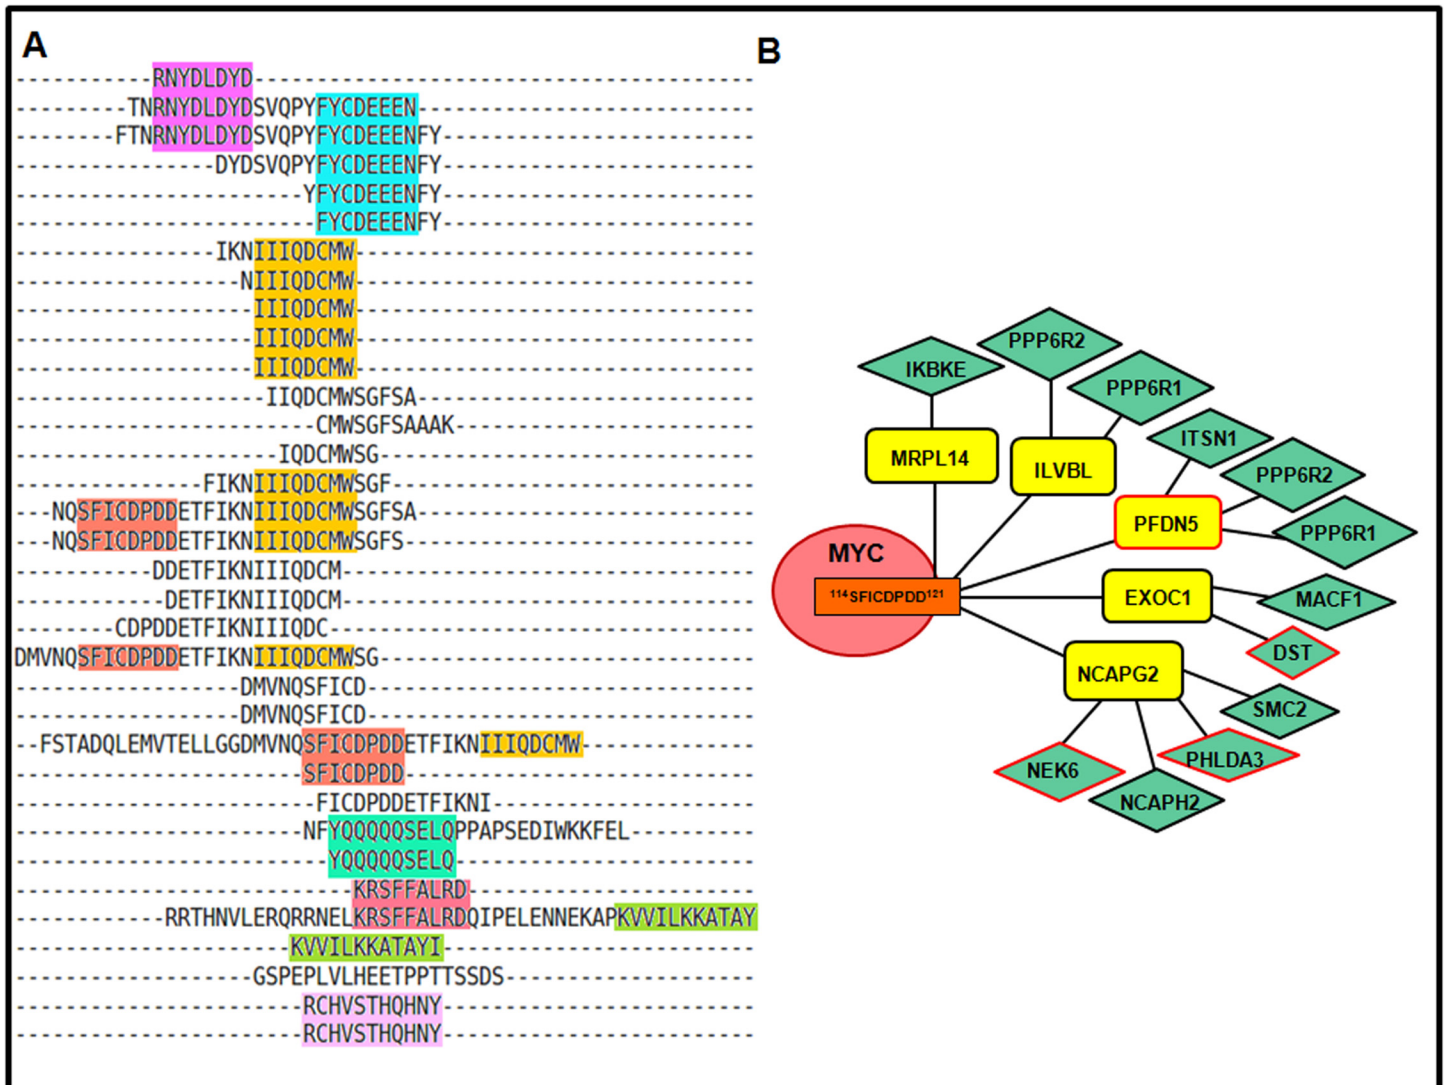 A
-----------RNYDLDYD----------------------------------------
---------TNRNYDLDYDSVQPYFYCDEEEN---------------------------
--------FTNRNYDLDYDSVQPYFYCDEEENFY-------------------------
----------------DYDSVQPYFYCDEEENFY-------------------------
-----------------------YFYCDEEENFY-------------------------
------------------------FYCDEEENFY-------------------------
----------------IKNIIIQDCMW--------------------------------
------------------NIIIQDCMW--------------------------------
-------------------IIIQDCMW--------------------------------
-------------------IIIQDCMW--------------------------------
-------------------IIIQDCMW--------------------------------
--------------------IIQDCMWSGFSA---------------------------
------------------------CMWSGFSAAAK------------------------
---------------------IQDCMWSG------------------------------
---------------FIKNIIIQDCMWSGF-----------------------------
---NQSFICDPDDETFIKNIIIQDCMWSGFSA---------------------------
---NQSFICDPDDETFIKNIIIQDCMWSGFS----------------------------
-----------DDETFIKNIIIQDCM---------------------------------
------------DETFIKNIIIQDCM---------------------------------
--------CDPDDETFIKNIIIQDC----------------------------------
DMVNQSFICDPDDETFIKNIIIQDCMWSG------------------------------
------------------DMVNQSFICD-------------------------------
------------------DMVNQSFICD-------------------------------
--FSTADQLEMVTELLGGDMVNQSFICDPDDETFIKNIIIQDCMW--------------
-----------------------SFICDPDD----------------------------
------------------------FICDPDDETFIKNI---------------------
-----------------------NFYQQQQQSELQPPAPSEDIWKKFEL----------
-------------------------YQQQQQSELQ------------------------
---------------------------KRSFFALRD-----------------------
------------RRTHNVLERQRRNELKRSFFALRDQIPELENNEKAPKVVILKKATAY
----------------------KVVILKKATAYI-------------------------
-------------------GSPEPLVLHEETPPTTSSDS--------------------
-----------------------RCHVSTHQHNY-------------------------
-----------------------RCHVSTHQHNY-------------------------
B
PPP6R2
IKBKE
PPP6R1
ITSN1
MRPL14
ILVBL
PPP6R2
PFDN5
PPP6R1
MYC
¹¹⁴SFICDPDD¹²¹
EXOC1
MACF1
DST
NCAPG2
SMC2
PHLDA3
NEK6
NCAPH2